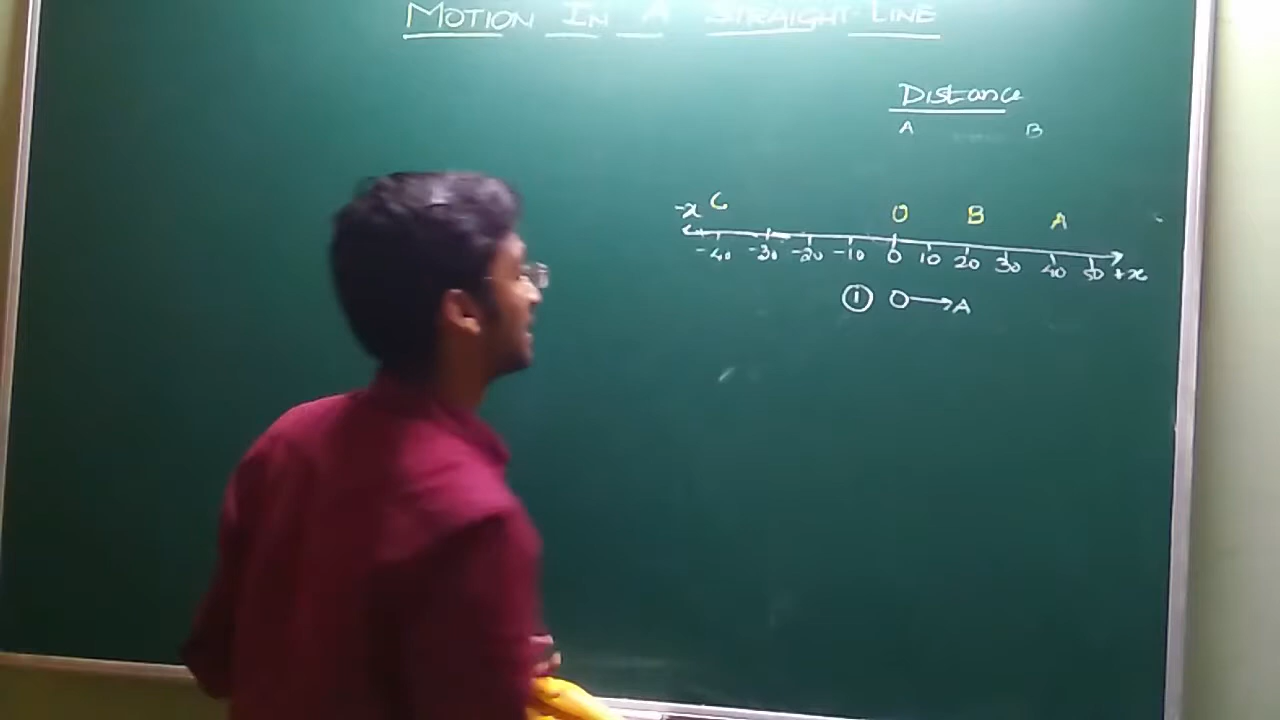 MOTION IN A STRAIGHT LINE
Distance
A B
-x C O B A
-40 -30 -20 -10 0 10 20 30 40 50 +x
① O→A